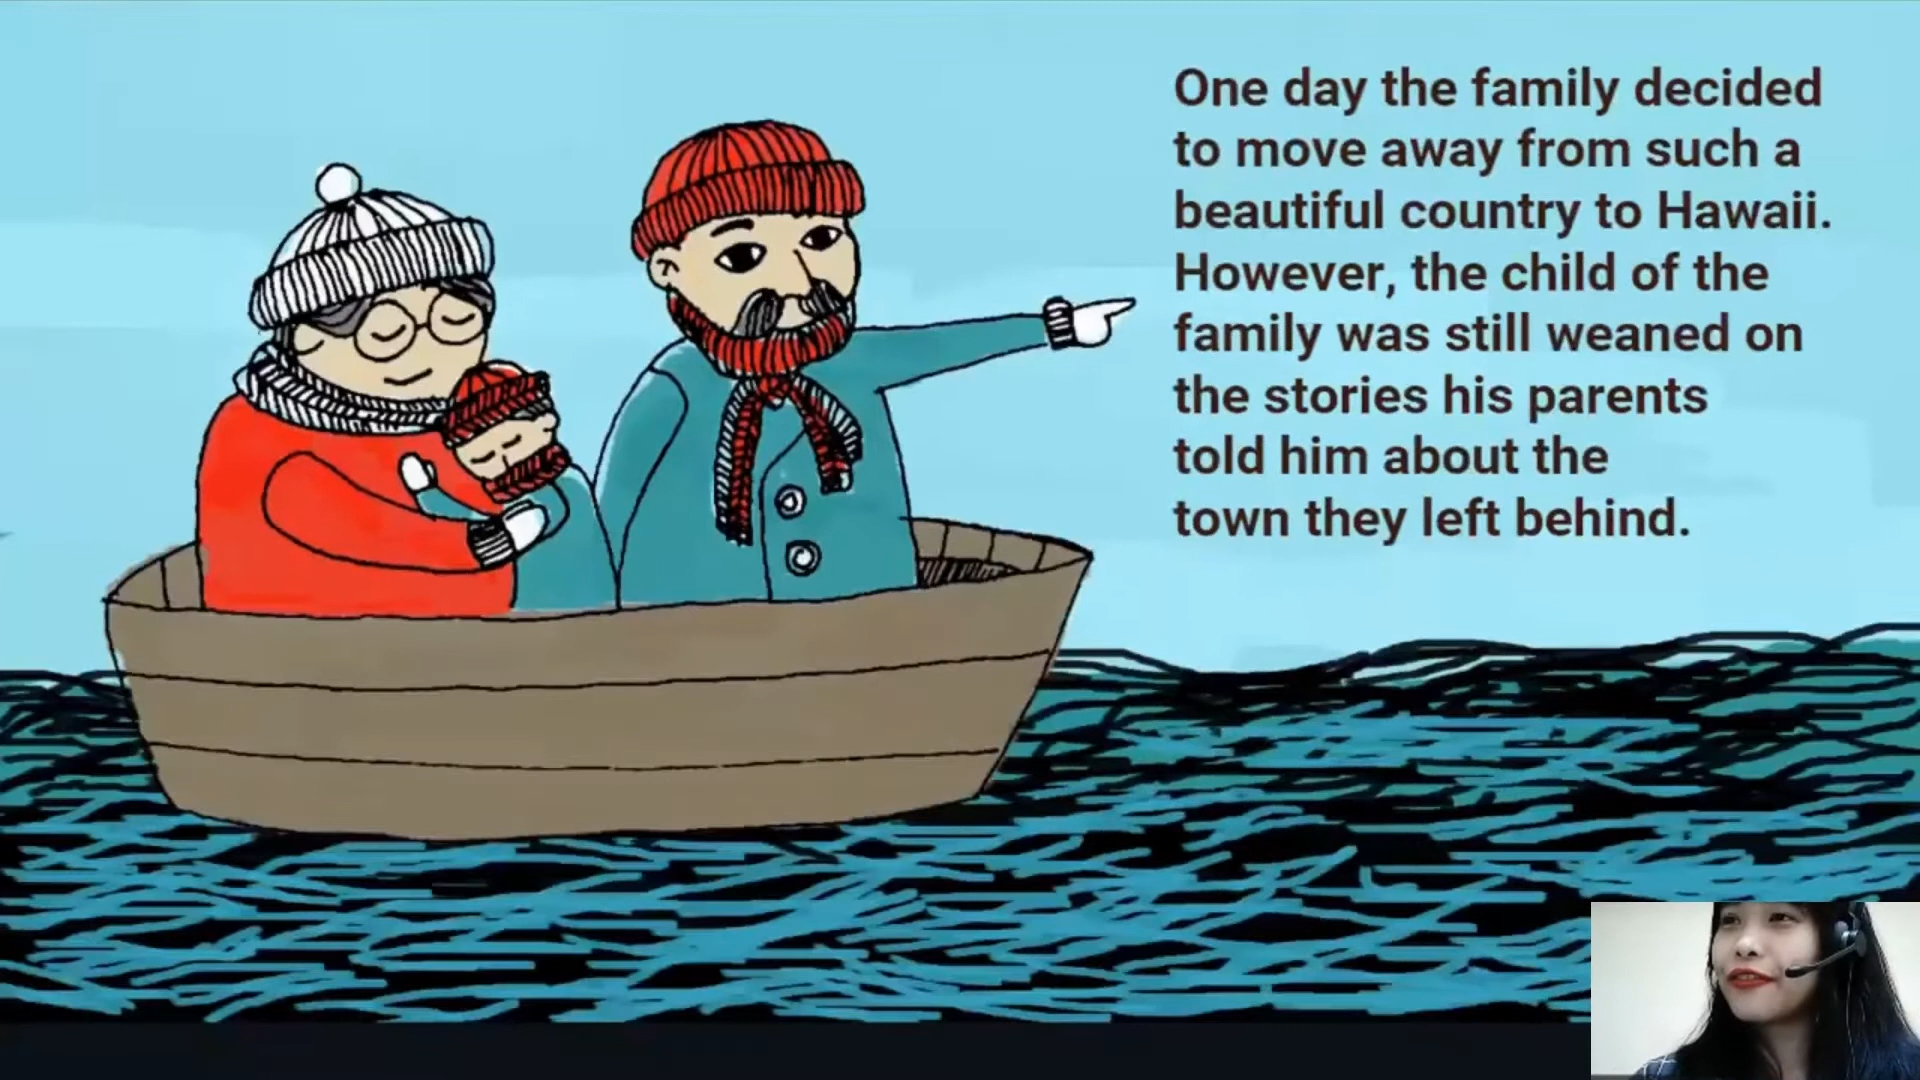 One day the family decided
to move away from such a
beautiful country to Hawaii.
However, the child of the
family was still weaned on
the stories his parents
told him about the
town they left behind.